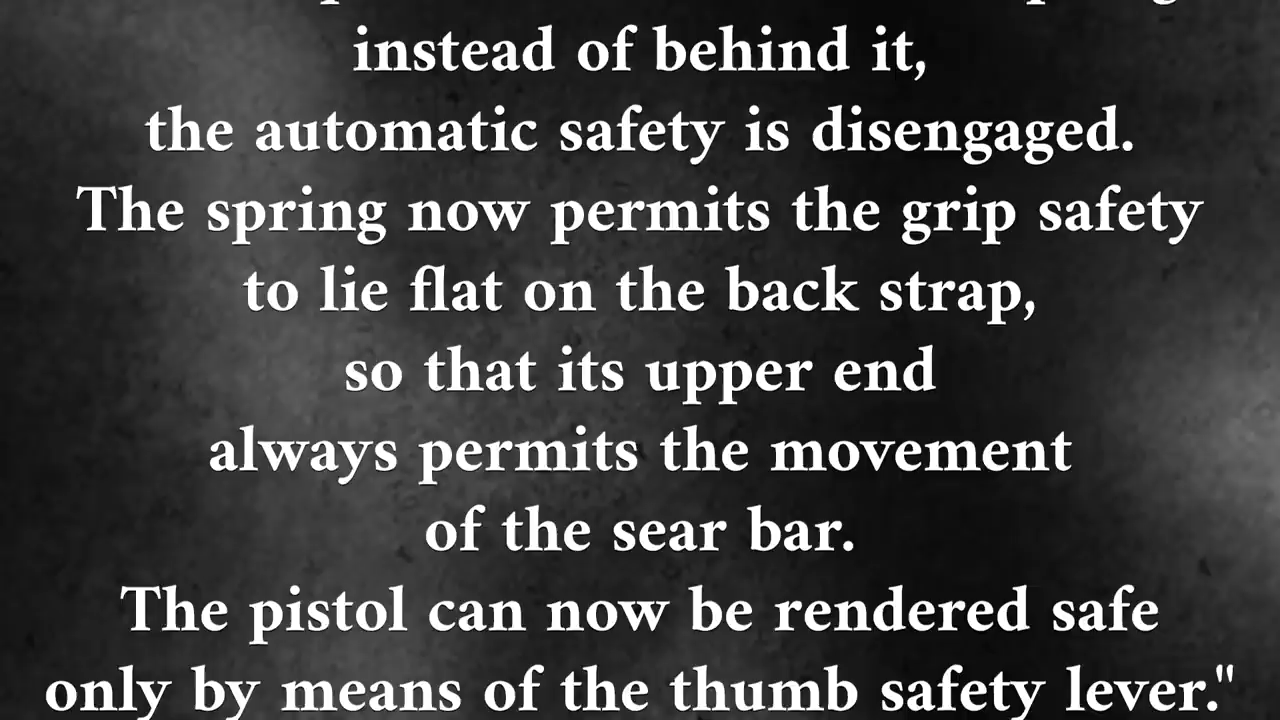 instead of behind it,
the automatic safety is disengaged.
The spring now permits the grip safety
to lie flat on the back strap,
so that its upper end
always permits the movement
of the sear bar.
The pistol can now be rendered safe
only by means of the thumb safety lever."